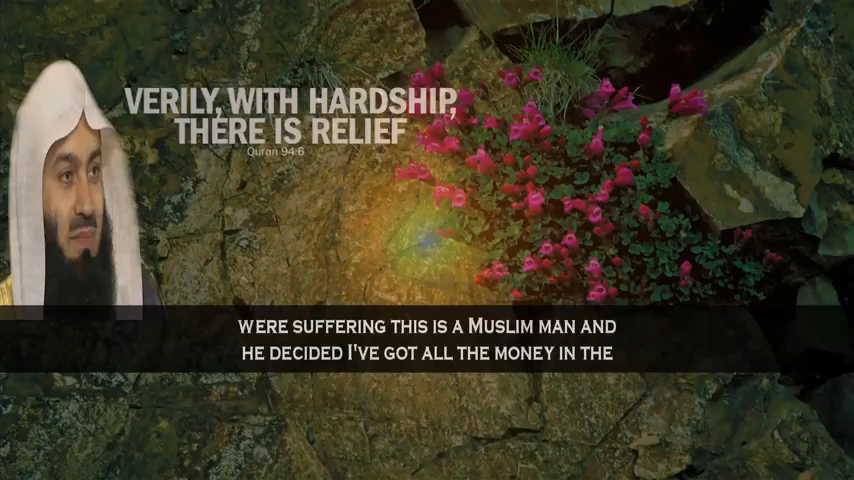 VERILY, WITH HARDSHIP,
THERE IS RELIEF
Quran 94:6
WERE SUFFERING THIS IS A MUSLIM MAN AND
HE DECIDED I'VE GOT ALL THE MONEY IN THE